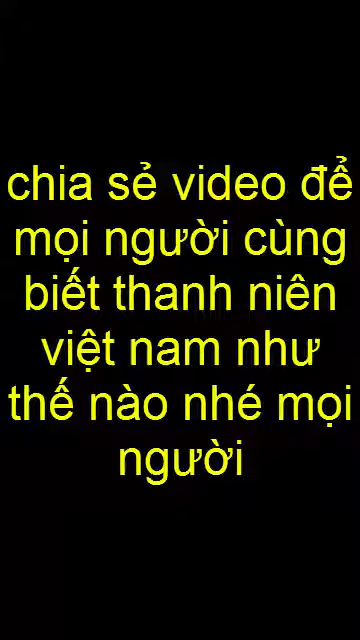 chia sẻ video để
mọi người cùng
biết thanh niên
việt nam như
thế nào nhé mọi
người